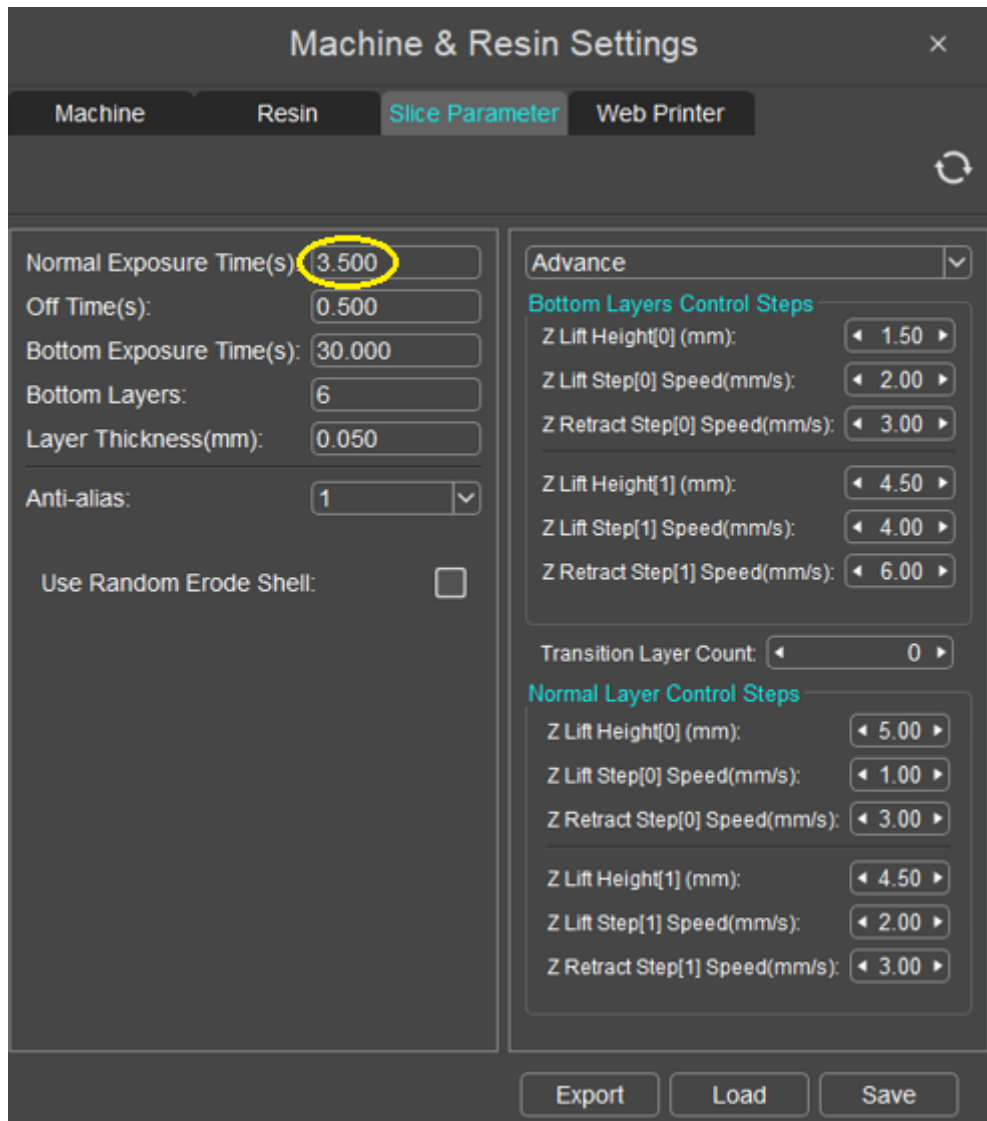 Machine & Resin Settings ×
Machine Resin Slice Parameter Web Printer
Normal Exposure Time(s): 3.500
Off Time(s): 0.500
Bottom Exposure Time(s): 30.000
Bottom Layers: 6
Layer Thickness(mm): 0.050
Anti-alias: 1
Use Random Erode Shell:
Advance
Bottom Layers Control Steps
Z Lift Height[0] (mm): 1.50
Z Lift Step[0] Speed(mm/s): 2.00
Z Retract Step[0] Speed(mm/s): 3.00
Z Lift Height[1] (mm): 4.50
Z Lift Step[1] Speed(mm/s): 4.00
Z Retract Step[1] Speed(mm/s): 6.00
Transition Layer Count: 0
Normal Layer Control Steps
Z Lift Height[0] (mm): 5.00
Z Lift Step[0] Speed(mm/s): 1.00
Z Retract Step[0] Speed(mm/s): 3.00
Z Lift Height[1] (mm): 4.50
Z Lift Step[1] Speed(mm/s): 2.00
Z Retract Step[1] Speed(mm/s): 3.00
Export Load Save